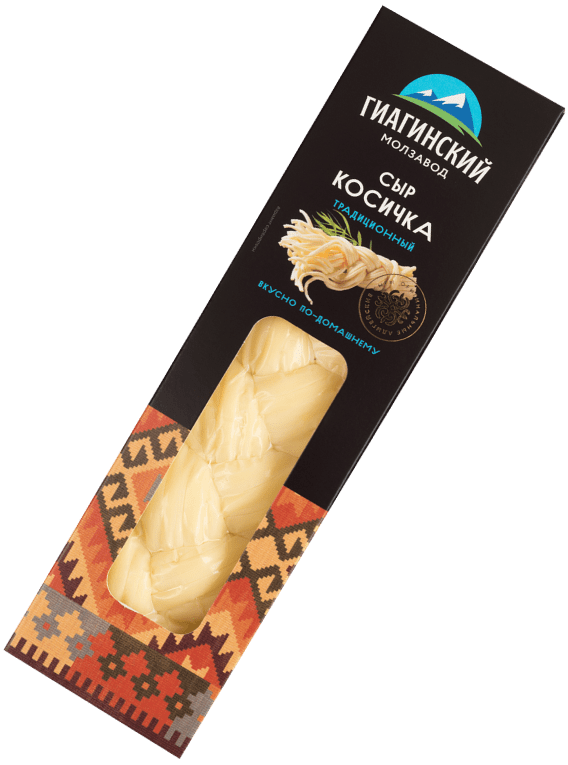 ГИАГИНСКИЙ
МОЛЗАВОД
СЫР
КОСИЧКА
ТРАДИЦИОННЫЙ
ВКУСНО ПО-ДОМАШНЕМУ